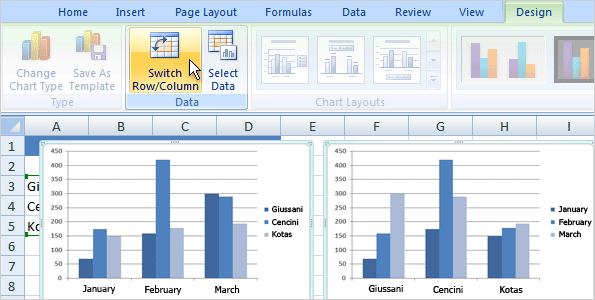 Home Insert Page Layout Formulas Data Review View Design
Change Chart Type
Save As Template
Switch Row/Column
Select Data
Type Data Chart Layouts
A B C D E F G H I
1
2
3 Gi
4 Ce
5 Ko
6
7
8
450
400
350
300
250
200
150
100
50
0
January February March
Giussani
Cencini
Kotas
450
400
350
300
250
200
150
100
50
0
Giussani Cencini Kotas
January
February
March